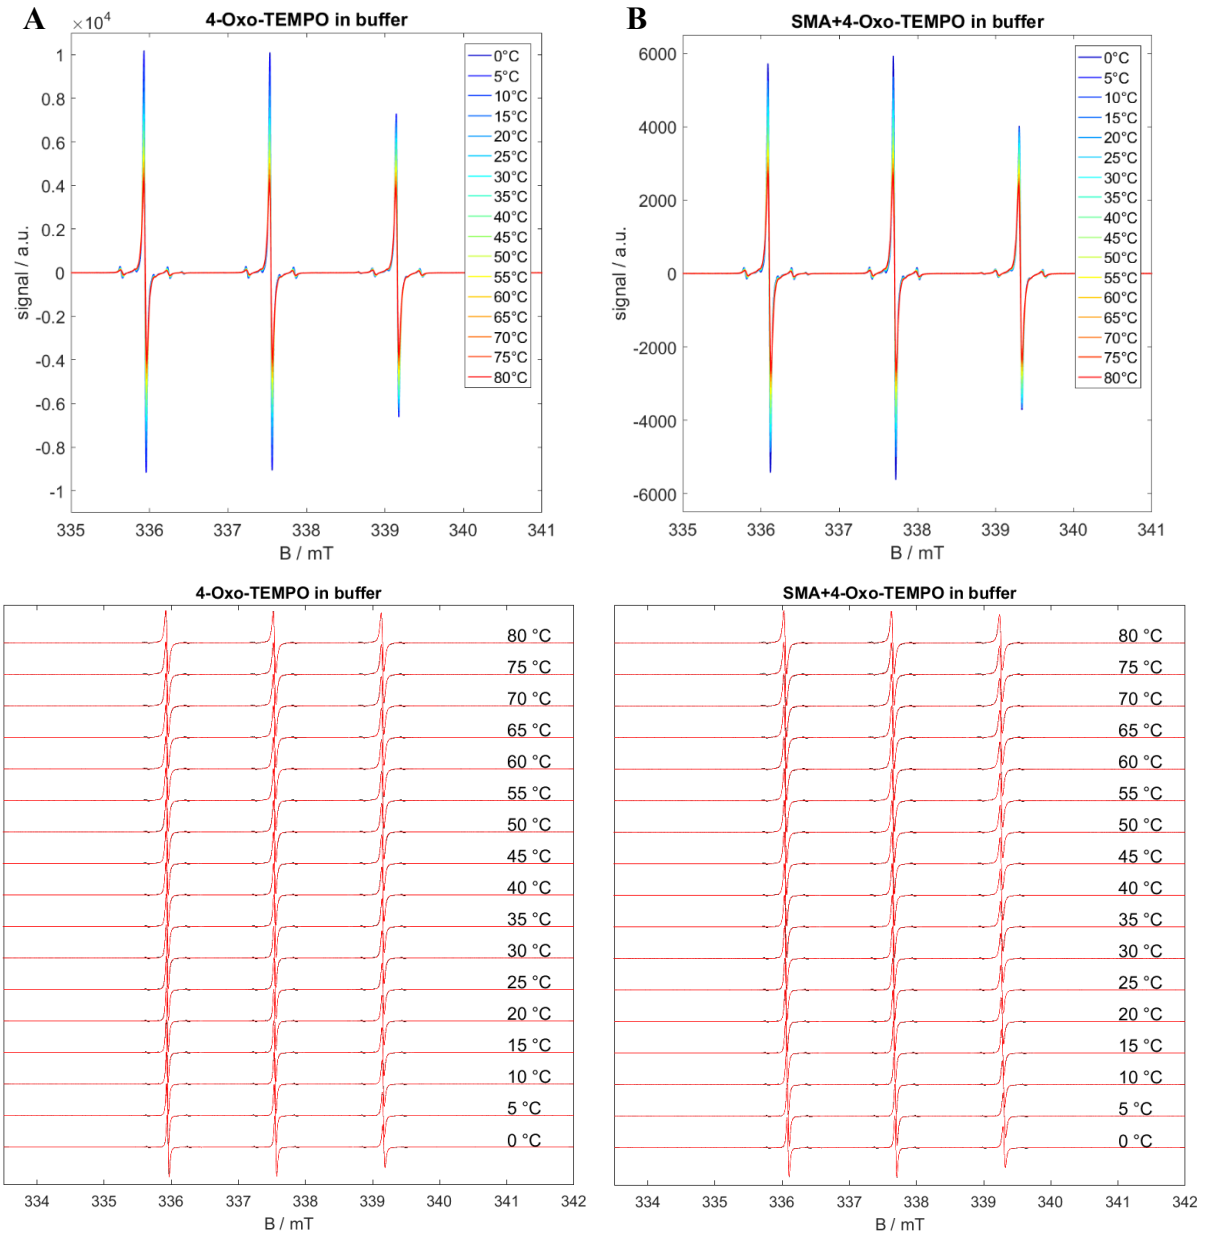 A
4-Oxo-TEMPO in buffer
×10⁴
1
0.8
0.6
0.4
0.2
0
-0.2
-0.4
-0.6
-0.8
-1
signal / a.u.
335 336 337 338 339 340 341
B / mT
0°C
5°C
10°C
15°C
20°C
25°C
30°C
35°C
40°C
45°C
50°C
55°C
60°C
65°C
70°C
75°C
80°C
B
SMA+4-Oxo-TEMPO in buffer
6000
4000
2000
0
-2000
-4000
-6000
signal / a.u.
335 336 337 338 339 340 341
B / mT
0°C
5°C
10°C
15°C
20°C
25°C
30°C
35°C
40°C
45°C
50°C
55°C
60°C
65°C
70°C
75°C
80°C
4-Oxo-TEMPO in buffer
80 °C
75 °C
70 °C
65 °C
60 °C
55 °C
50 °C
45 °C
40 °C
35 °C
30 °C
25 °C
20 °C
15 °C
10 °C
5 °C
0 °C
334 335 336 337 338 339 340 341 342
B / mT
SMA+4-Oxo-TEMPO in buffer
80 °C
75 °C
70 °C
65 °C
60 °C
55 °C
50 °C
45 °C
40 °C
35 °C
30 °C
25 °C
20 °C
15 °C
10 °C
5 °C
0 °C
334 335 336 337 338 339 340 341 342
B / mT